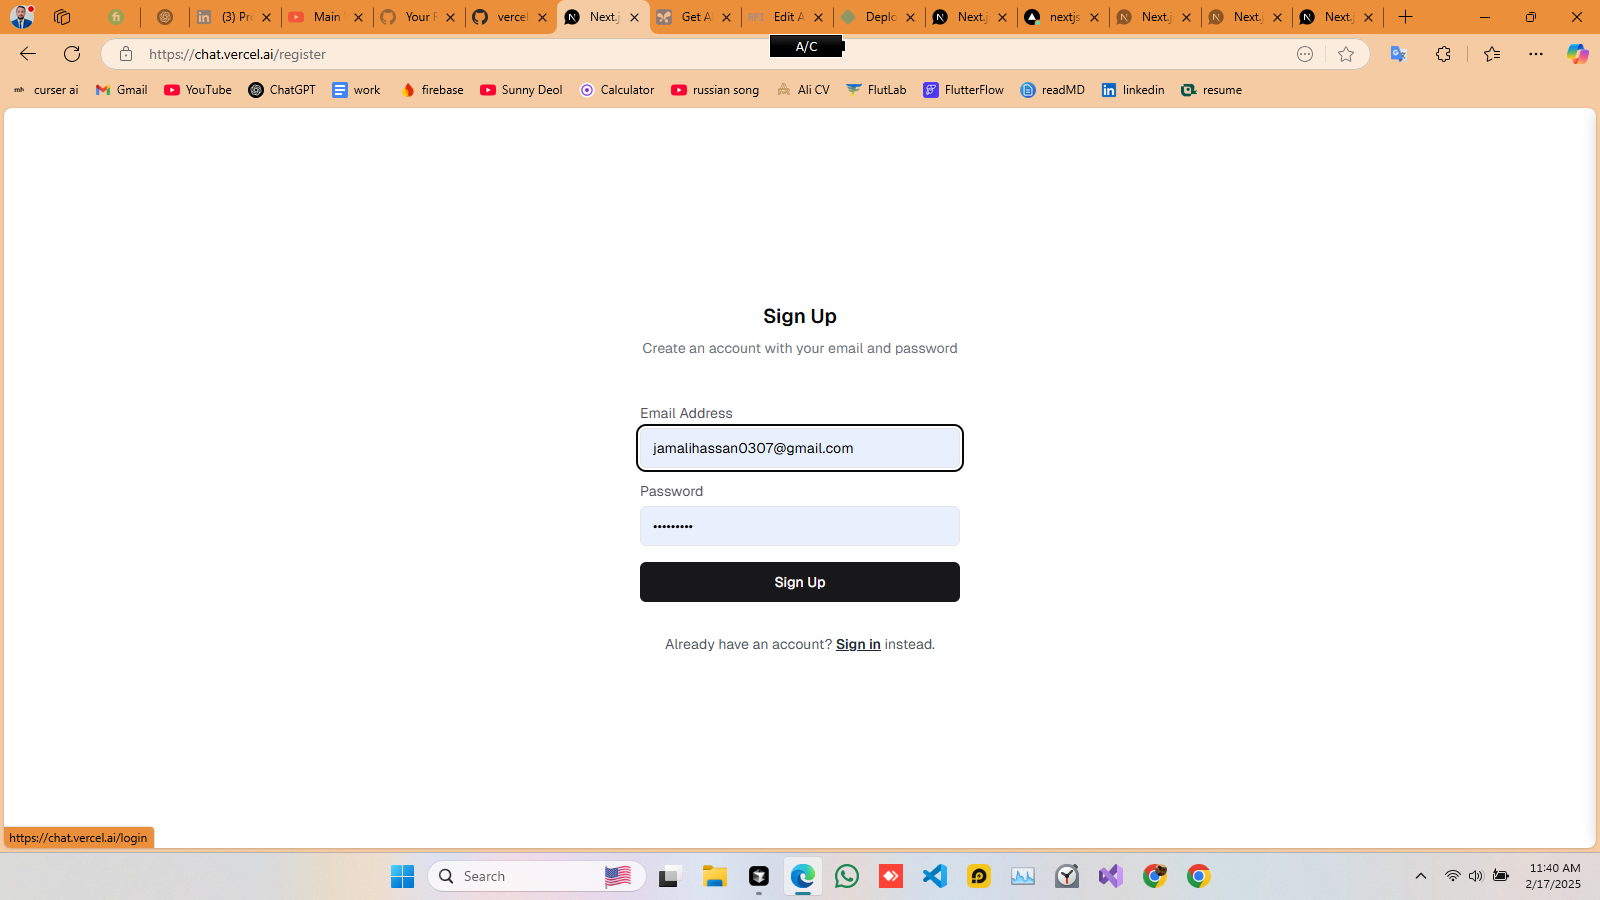 (3) Pr
Main
Your F
vercel
Next.j
Get A
Edit A
Deplo
Next.j
nextjs
Next.j
Next.j
Next.j
A/C
https://chat.vercel.ai/register
curser ai
Gmail
YouTube
ChatGPT
work
firebase
Sunny Deol
Calculator
russian song
Ali CV
FlutLab
FlutterFlow
readMD
linkedin
resume
Sign Up
Create an account with your email and password
Email Address
jamalihassan0307@gmail.com
Password
•••••••••
Sign Up
Already have an account? Sign in instead.
https://chat.vercel.ai/login
Search
11:40 AM
2/17/2025